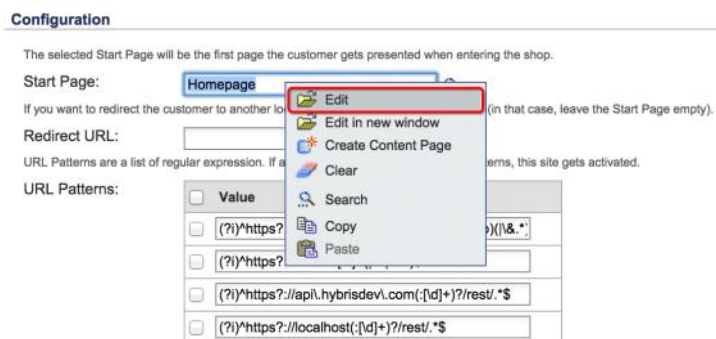 Configuration
The selected Start Page will be the first page the customer gets presented when entering the shop.
Start Page:
Homepage
Edit
If you want to redirect the customer to another lo
(in that case, leave the Start Page empty).
Edit in new window
Redirect URL:
Create Content Page
URL Patterns are a list of regular expression. If a
erns, this site gets activated.
Clear
URL Patterns:
Value
Search
(?i)^https?
)(|\&.*)
Copy
(?i)^https?
Paste
(?i)^https?://api\.hybrisdev\.com(:[\d]+)?/rest/.*$
(?i)^https?://localhost(:[\d]+)?/rest/.*$